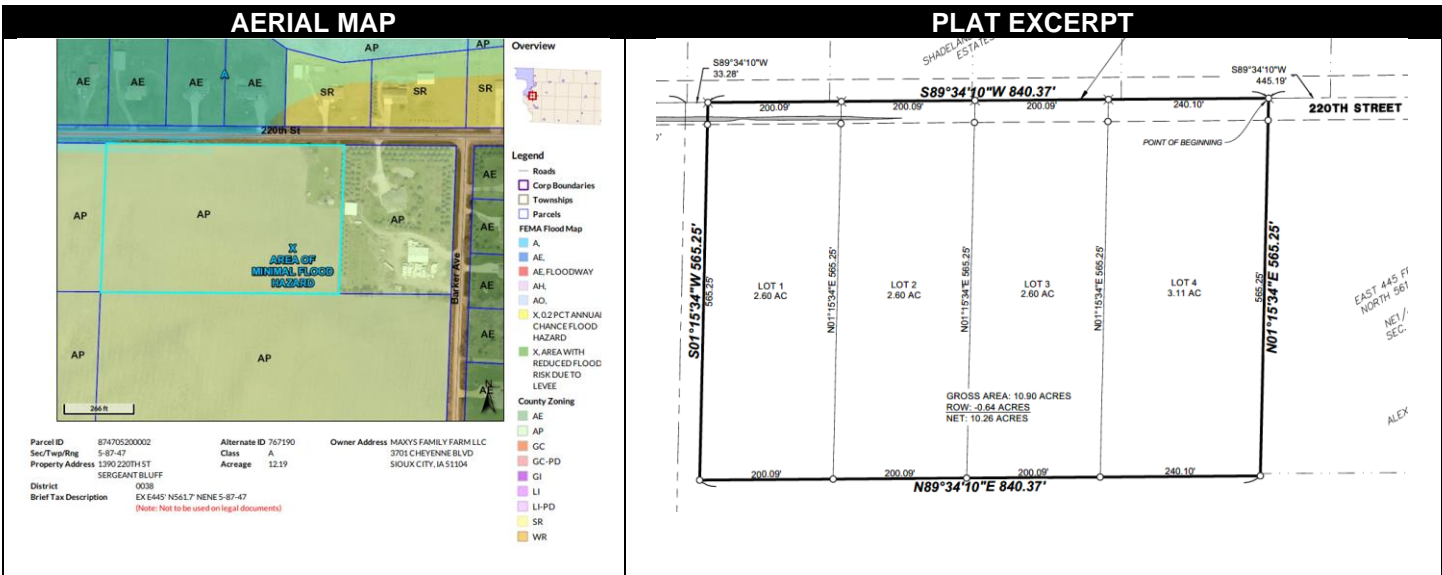 AERIAL MAP
AP
AP
AE
AE
AE
A
AE
SR
SR
SR
220th St
AP
AP
AP
AE
AE
AE
AE
AE
X
AREA OF
MINIMAL FLOOD
HAZARD
Barker Ave
AP
AP
N
266 ft
Overview
Legend
Roads
Corp Boundaries
Townships
Parcels
FEMA Flood Map
A,
AE,
AE, FLOODWAY
AH,
AO,
X, 0.2 PCT ANNUAL
CHANCE FLOOD
HAZARD
X, AREA WITH
REDUCED FLOOD
RISK DUE TO
LEVEE
County Zoning
AE
AP
GC
GC-PD
GI
LI
LI-PD
SR
WR
Parcel ID 874705200002
Sec/Twp/Rng 5-87-47
Property Address 1390 220TH ST
SERGEANT BLUFF
District 0038
Brief Tax Description EX E445' N561.7' NENE 5-87-47
(Note: Not to be used on legal documents)
Alternate ID 767190
Class A
Acreage 12.19
Owner Address MAXYS FAMILY FARM LLC
3701 CHEYENNE BLVD
SIOUX CITY, IA 51104
PLAT EXCERPT
ESTATES
S89°34'10"W
33.28'
S89°34'10"W 840.37'
S89°34'10"W
445.19'
200.09'
200.09'
200.09'
240.10'
220TH STREET
POINT OF BEGINNING
S01°15'34"W 565.25'
565.25'
N01°15'34"E 565.25'
N01°15'34"E 565.25'
N01°15'34"E 565.25'
565.25'
N01°15'34"E 565.25'
LOT 1
2.60 AC
LOT 2
2.60 AC
LOT 3
2.60 AC
LOT 4
3.11 AC
EAST 445
NORTH 561
NE1/
SEC.
ALEX
GROSS AREA: 10.90 ACRES
ROW: -0.64 ACRES
NET: 10.26 ACRES
200.09'
200.09'
200.09'
240.10'
N89°34'10"E 840.37'